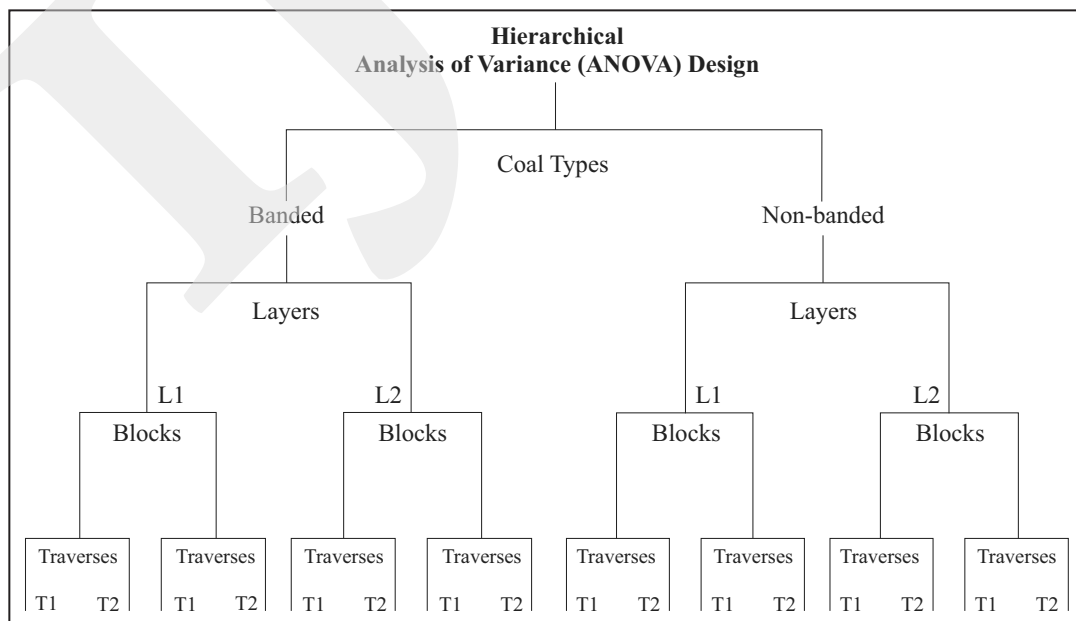 Hierarchical
Analysis of Variance (ANOVA) Design
Coal Types
Banded Non-banded
Layers Layers
L1 L2 L1 L2
Blocks Blocks Blocks Blocks
Traverses Traverses Traverses Traverses Traverses Traverses Traverses Traverses
T1 T2 T1 T2 T1 T2 T1 T2 T1 T2 T1 T2 T1 T2 T1 T2